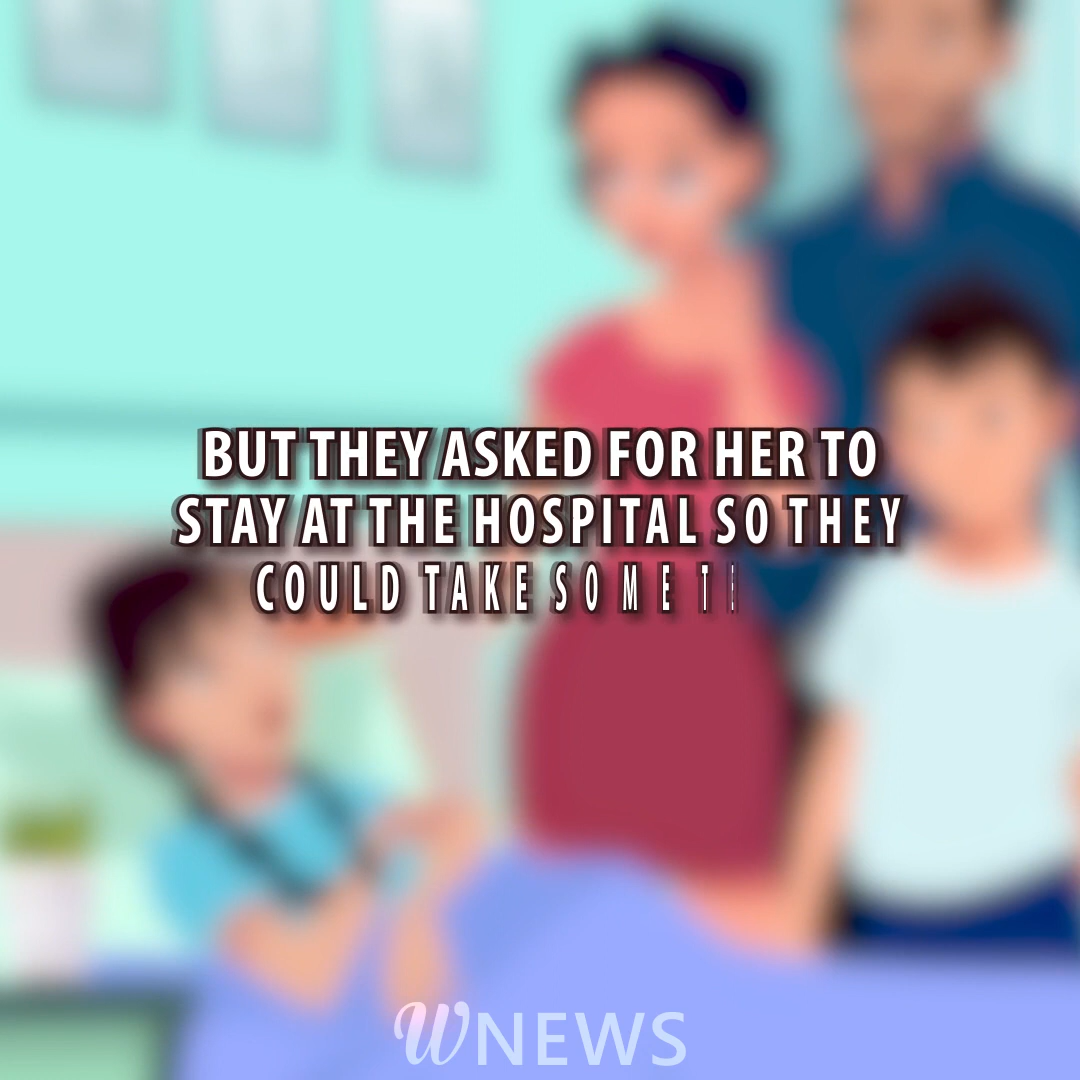 BUT THEY ASKED FOR HER TO
STAY AT THE HOSPITAL SO THEY
COULD TAKE SOME
WNEWS